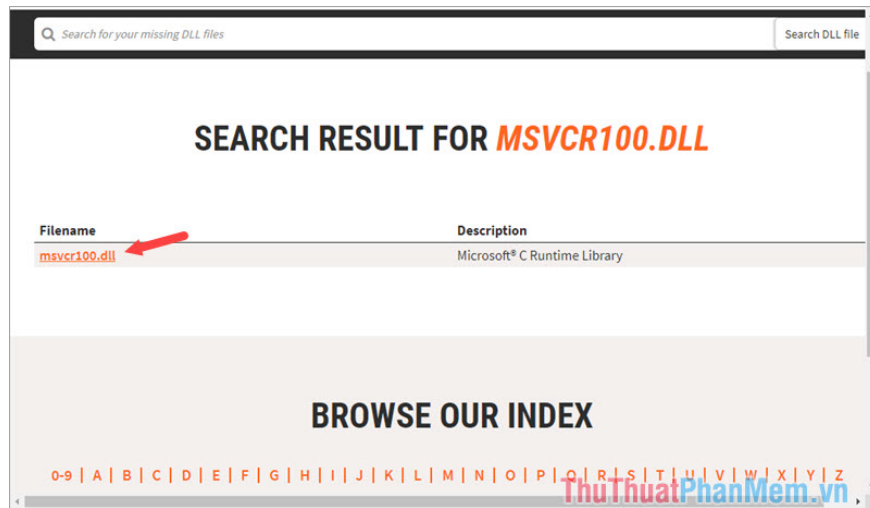 Search for your missing DLL files
Search DLL file
SEARCH RESULT FOR MSVCR100.DLL
Filename Description
msvcr100.dll Microsoft® C Runtime Library
BROWSE OUR INDEX
0-9 | A | B | C | D | E | F | G | H | I | J | K | L | M | N | O | P | Q | R | S | T | U | V | W | X | Y | Z
ThuThuatPhanMem.vn